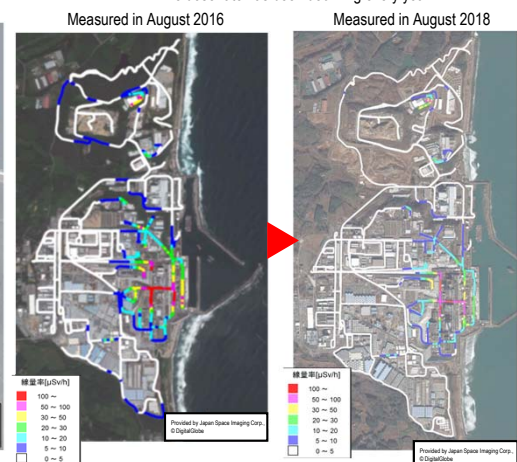 Measured in August 2016
Measured in August 2018
線量率[μSv/h]
100 ~
50 ~ 100
30 ~ 50
20 ~ 30
10 ~ 20
5 ~ 10
0 ~ 5
Provided by Japan Space Imaging Corp.,
© DigitalGlobe
線量率[μSv/h]
100 ~
50 ~ 100
30 ~ 50
20 ~ 30
10 ~ 20
5 ~ 10
0 ~ 5
Provided by Japan Space Imaging Corp.,
© DigitalGlobe